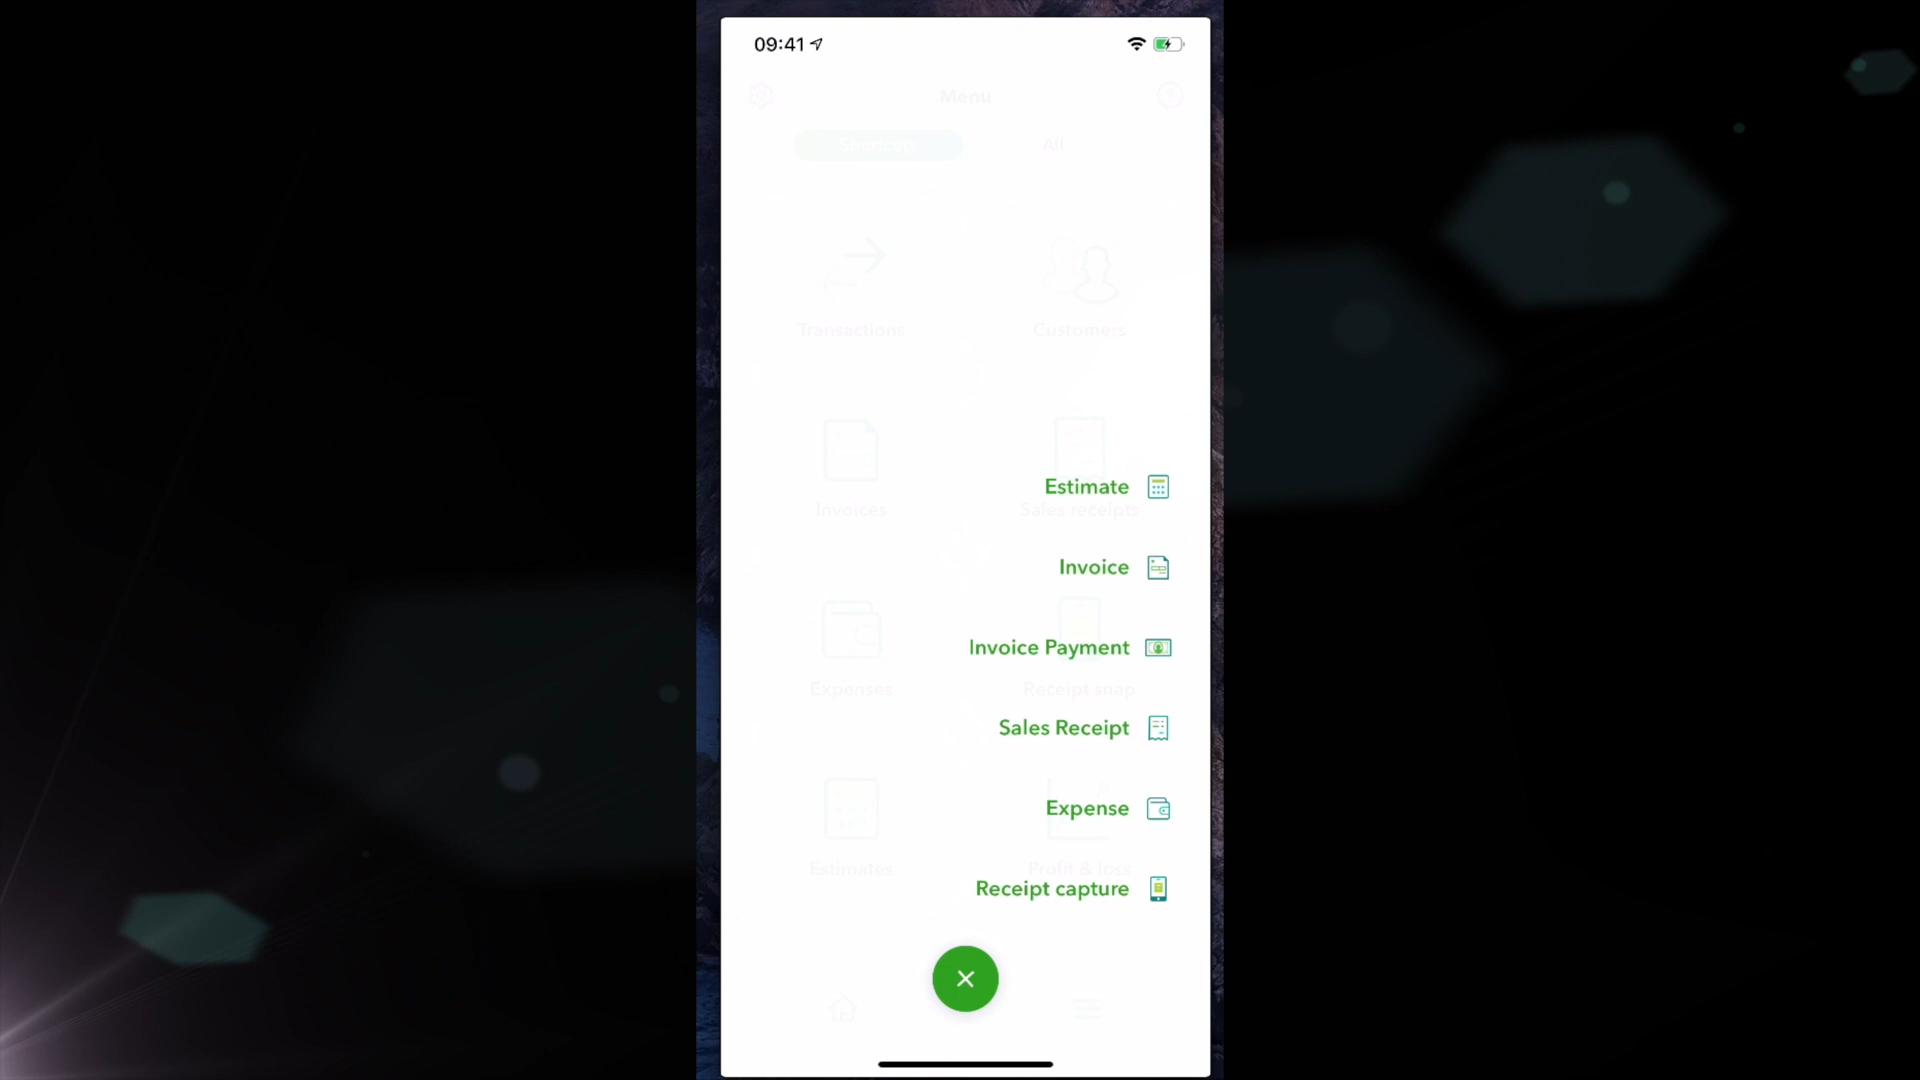 09:41
Menu
Shortcuts All
Transactions Customers
Estimate
Invoices Sales receipts
Invoice
Invoice Payment
Expenses Receipt snap
Sales Receipt
Expense
Estimates Profit & loss
Receipt capture